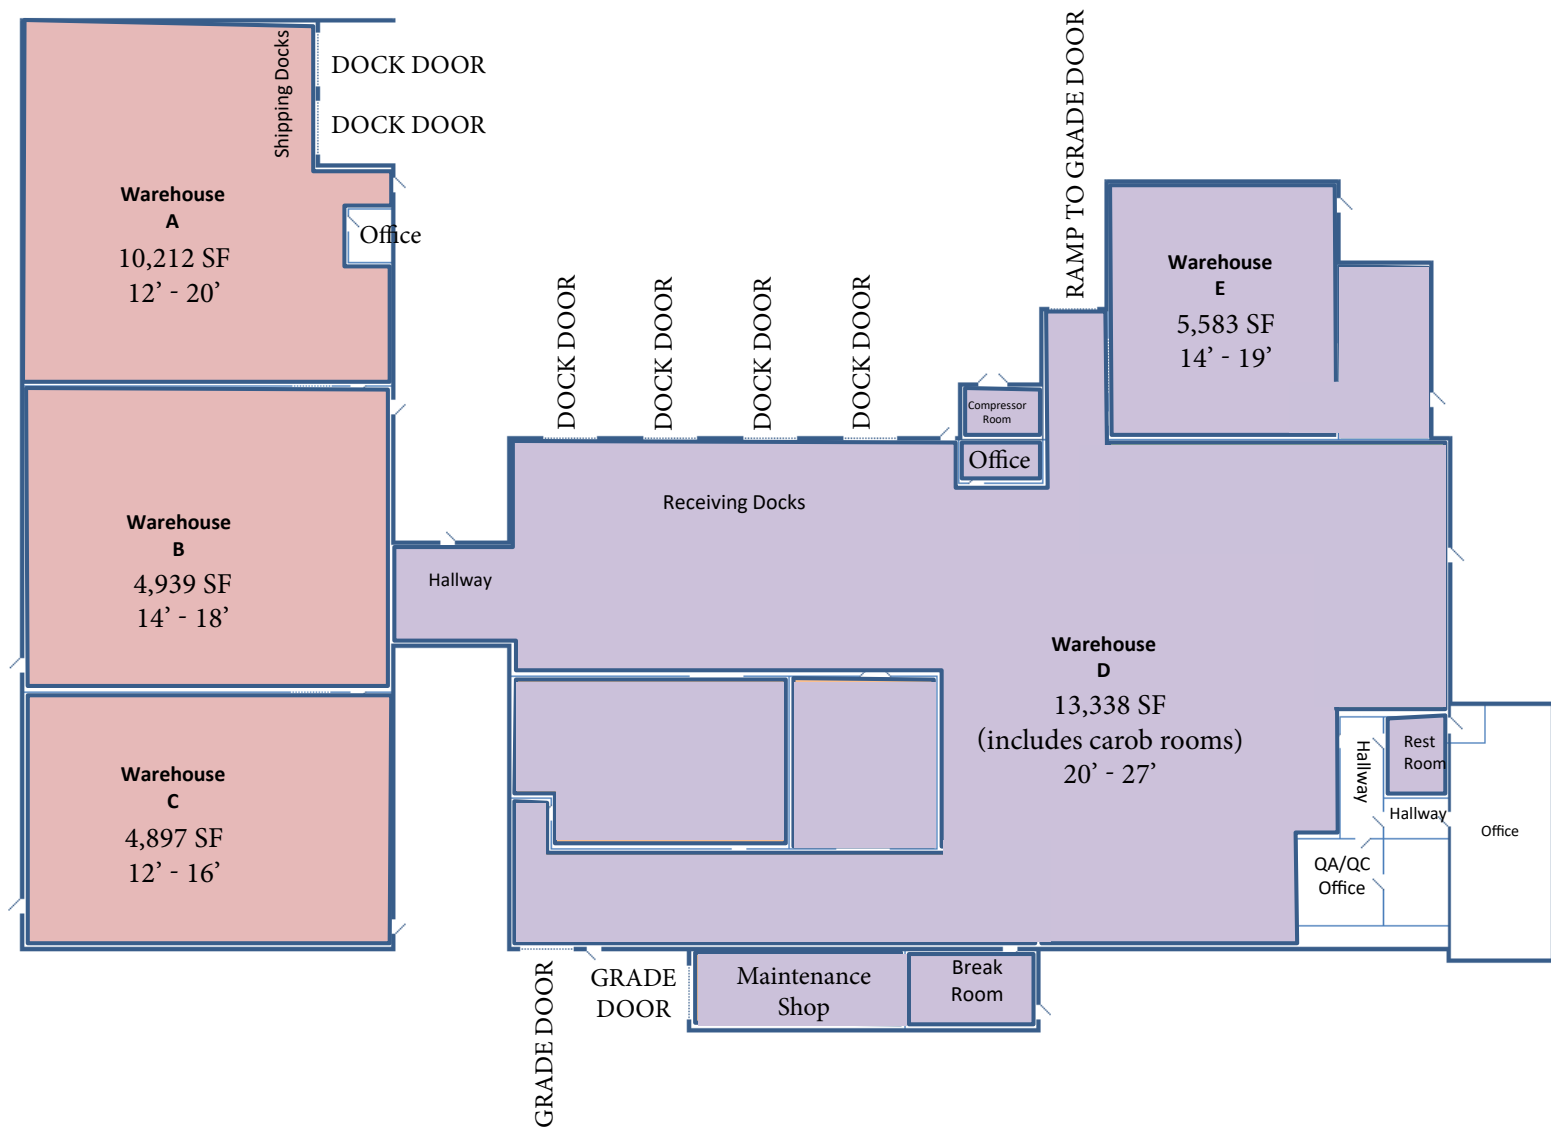 Shipping Docks
DOCK DOOR
DOCK DOOR
Warehouse
A
10,212 SF
12’ - 20’
Office
Warehouse
B
4,939 SF
14’ - 18’
Warehouse
C
4,897 SF
12’ - 16’
Hallway
DOCK DOOR
DOCK DOOR
DOCK DOOR
DOCK DOOR
Receiving Docks
Compressor
Room
Office
RAMP TO GRADE DOOR
Warehouse
E
5,583 SF
14’ - 19’
Warehouse
D
13,338 SF
(includes carob rooms)
20’ - 27’
Hallway
Rest
Room
Hallway
Office
QA/QC
Office
GRADE DOOR
GRADE
DOOR
Maintenance
Shop
Break
Room